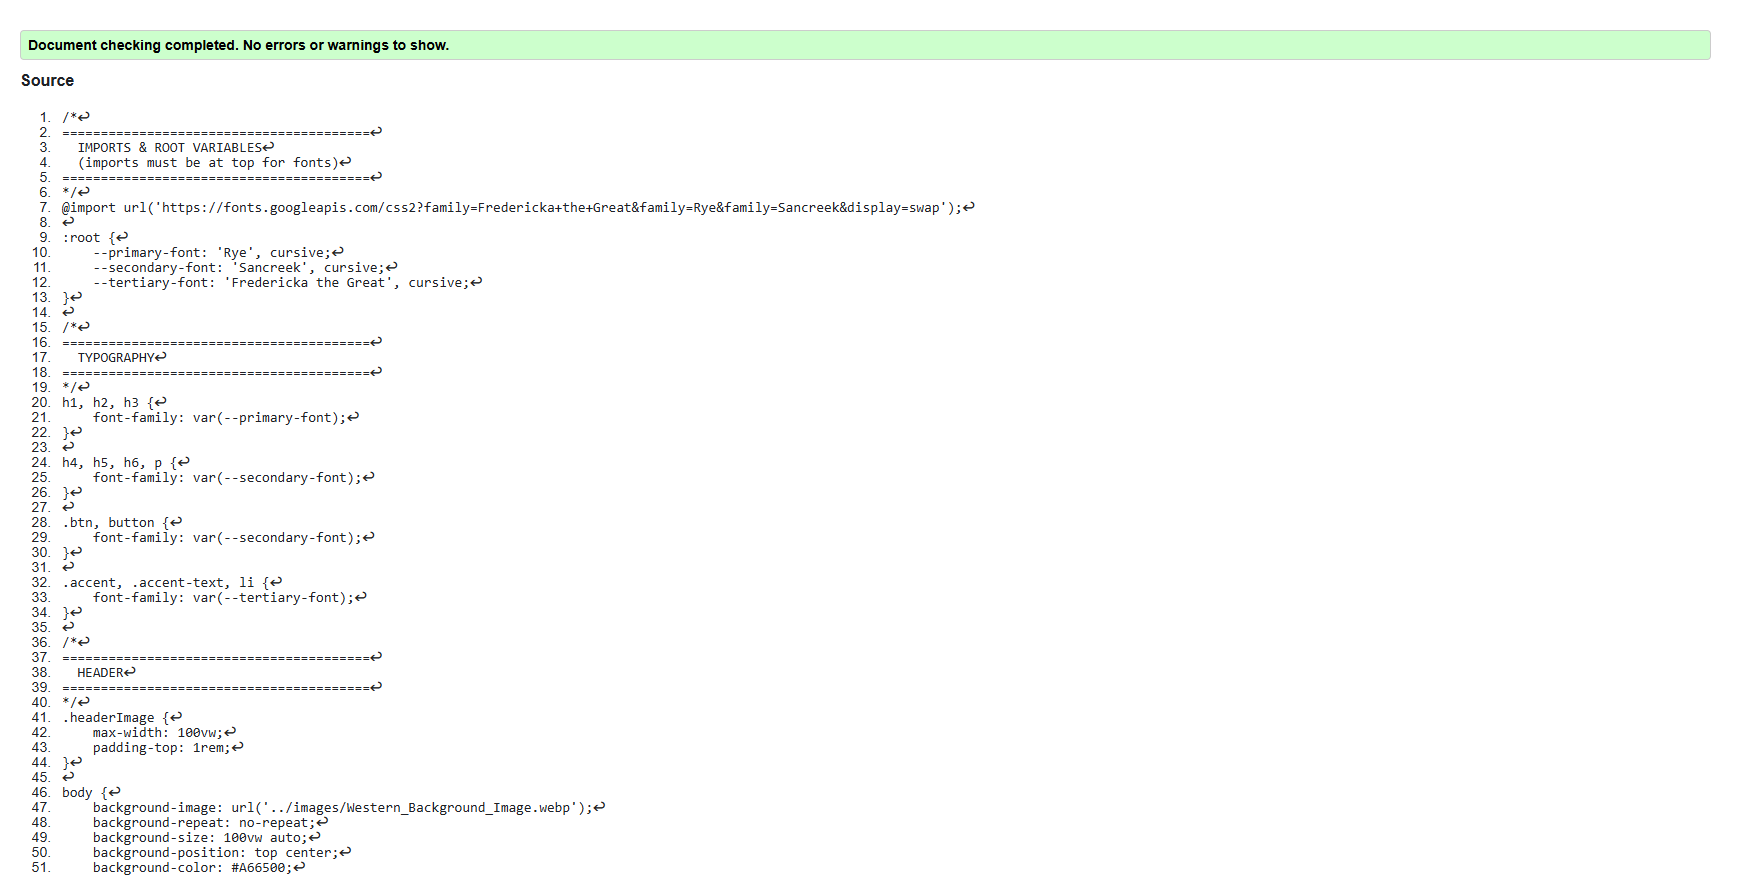 Document checking completed. No errors or warnings to show.
Source
1. /*↩
2. ========================================↩
3.   IMPORTS & ROOT VARIABLES↩
4.   (imports must be at top for fonts)↩
5. ========================================↩
6. */↩
7. @import url('https://fonts.googleapis.com/css2?family=Fredericka+the+Great&family=Rye&family=Sancreek&display=swap');↩
8. ↩
9. :root {↩
10.     --primary-font: 'Rye', cursive;↩
11.     --secondary-font: 'Sancreek', cursive;↩
12.     --tertiary-font: 'Fredericka the Great', cursive;↩
13. }↩
14. ↩
15. /*↩
16. ========================================↩
17.   TYPOGRAPHY↩
18. ========================================↩
19. */↩
20. h1, h2, h3 {↩
21.     font-family: var(--primary-font);↩
22. }↩
23. ↩
24. h4, h5, h6, p {↩
25.     font-family: var(--secondary-font);↩
26. }↩
27. ↩
28. .btn, button {↩
29.     font-family: var(--secondary-font);↩
30. }↩
31. ↩
32. .accent, .accent-text, li {↩
33.     font-family: var(--tertiary-font);↩
34. }↩
35. ↩
36. /*↩
37. ========================================↩
38.   HEADER↩
39. ========================================↩
40. */↩
41. .headerImage {↩
42.     max-width: 100vw;↩
43.     padding-top: 1rem;↩
44. }↩
45. ↩
46. body {↩
47.     background-image: url('../images/Western_Background_Image.webp');↩
48.     background-repeat: no-repeat;↩
49.     background-size: 100vw auto;↩
50.     background-position: top center;↩
51.     background-color: #A66500;↩